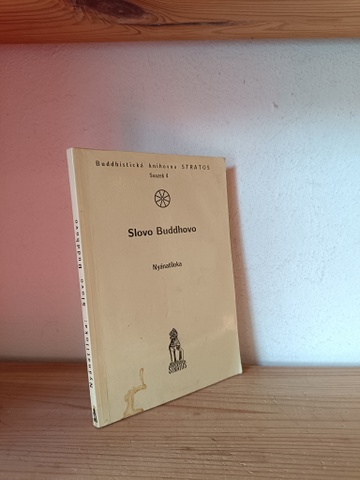 Buddhistická knihovna STRATOS
Svazek 4
Slovo Buddhovo
Nyánatiloka
STRATOS
Nyánatiloka: Slovo Buddhovo